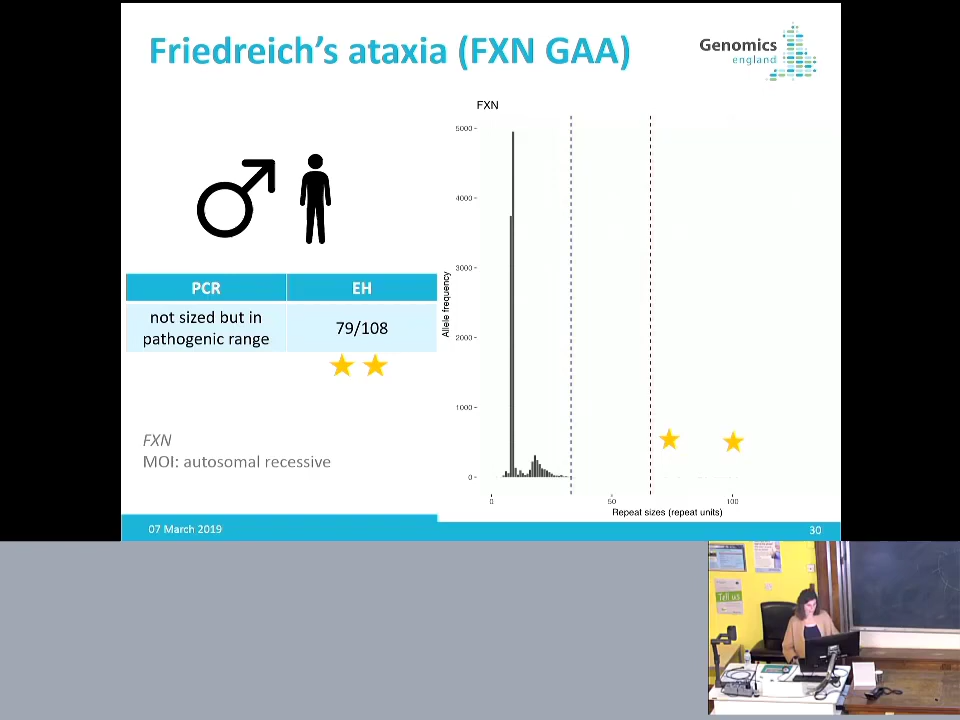 Friedreich's ataxia (FXN GAA)
Genomics
england
PCR
EH
not sized but in
pathogenic range
79/108
FXN
MOI: autosomal recessive
FXN
5000
4000
3000
2000
1000
0
Allele frequency
0
50
100
Repeat sizes (repeat units)
07 March 2019
30
Tell us